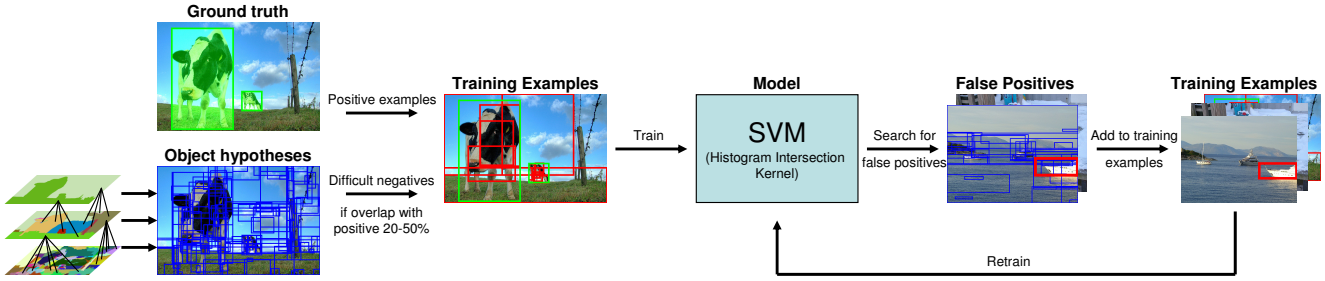 Ground truth
Positive examples
Object hypotheses
Difficult negatives
if overlap with
positive 20-50%
Training Examples
Train
Model
SVM
(Histogram Intersection
Kernel)
Search for
false positives
False Positives
Add to training
examples
Training Examples
Retrain